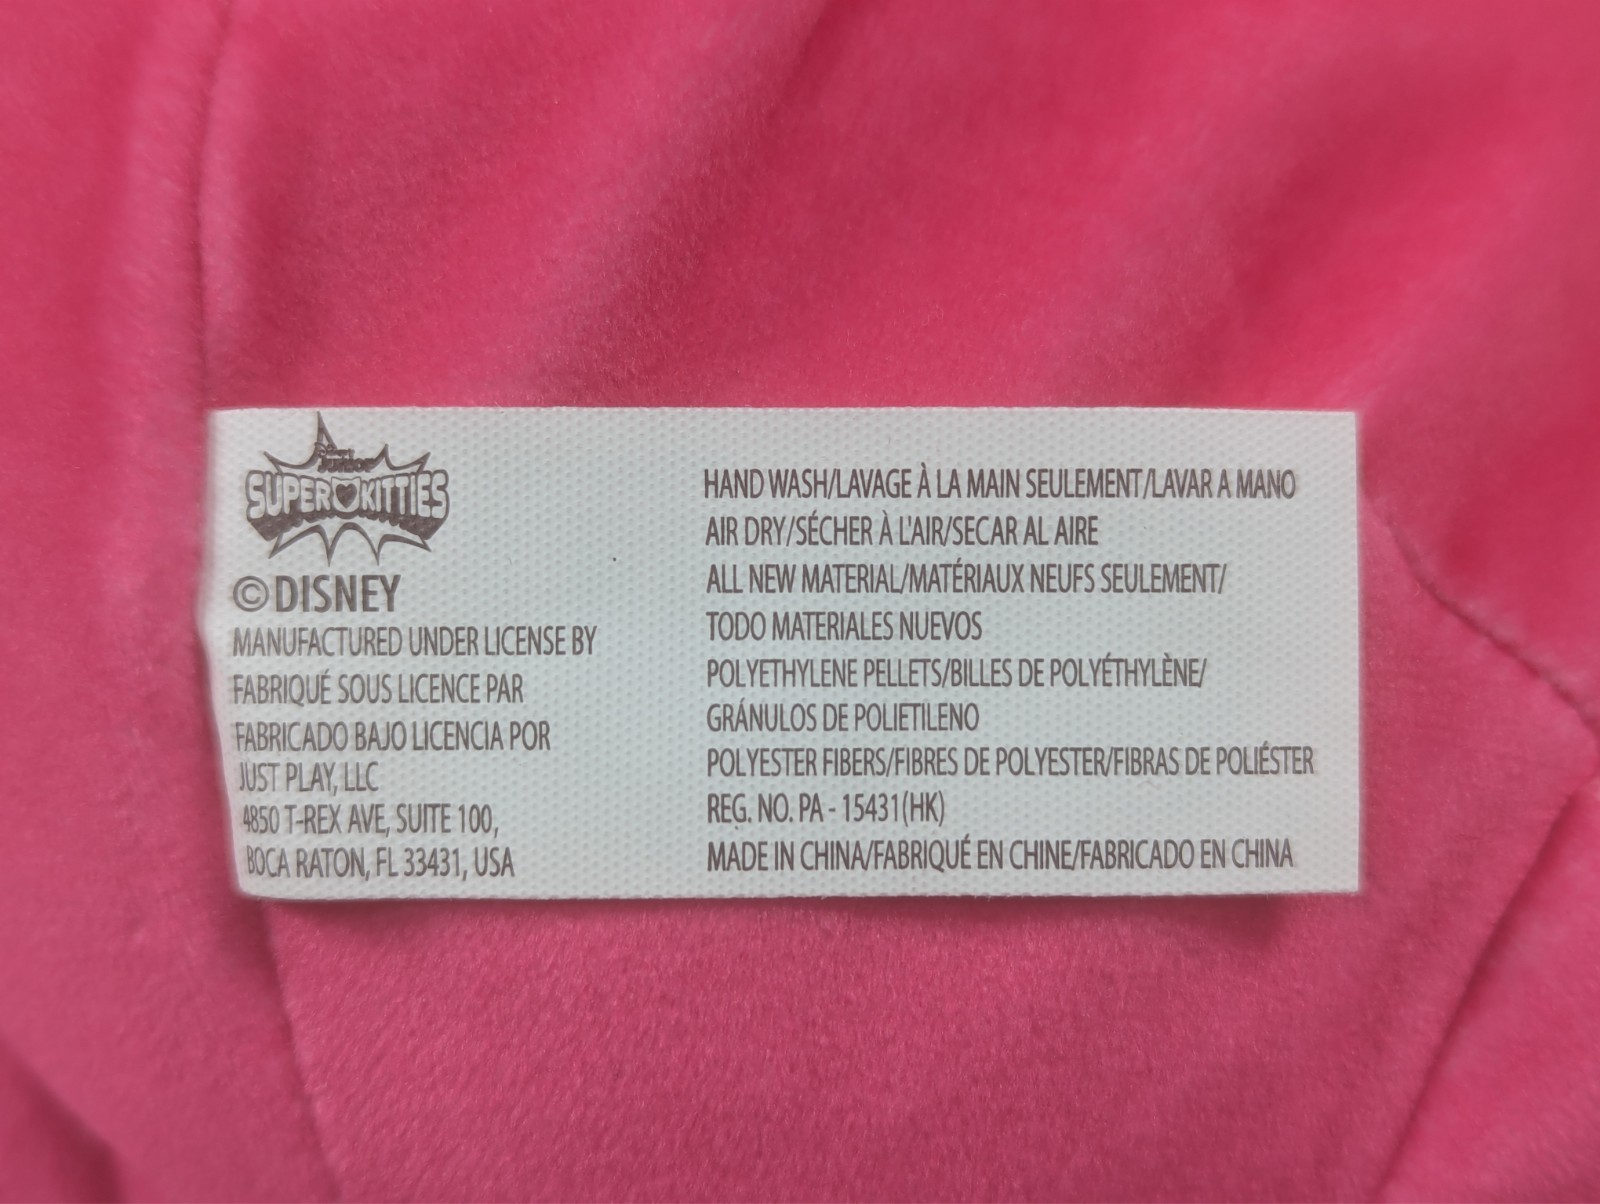 Disney
JUNIOR
SUPER KITTIES
©DISNEY
MANUFACTURED UNDER LICENSE BY
FABRIQUÉ SOUS LICENCE PAR
FABRICADO BAJO LICENCIA POR
JUST PLAY, LLC
4850 T-REX AVE, SUITE 100,
BOCA RATON, FL 33431, USA
HAND WASH/LAVAGE À LA MAIN SEULEMENT/LAVAR A MANO
AIR DRY/SÉCHER À L'AIR/SECAR AL AIRE
ALL NEW MATERIAL/MATÉRIAUX NEUFS SEULEMENT/
TODO MATERIALES NUEVOS
POLYETHYLENE PELLETS/BILLES DE POLYÉTHYLÈNE/
GRÁNULOS DE POLIETILENO
POLYESTER FIBERS/FIBRES DE POLYESTER/FIBRAS DE POLIÉSTER
REG. NO. PA - 15431(HK)
MADE IN CHINA/FABRIQUÉ EN CHINE/FABRICADO EN CHINA